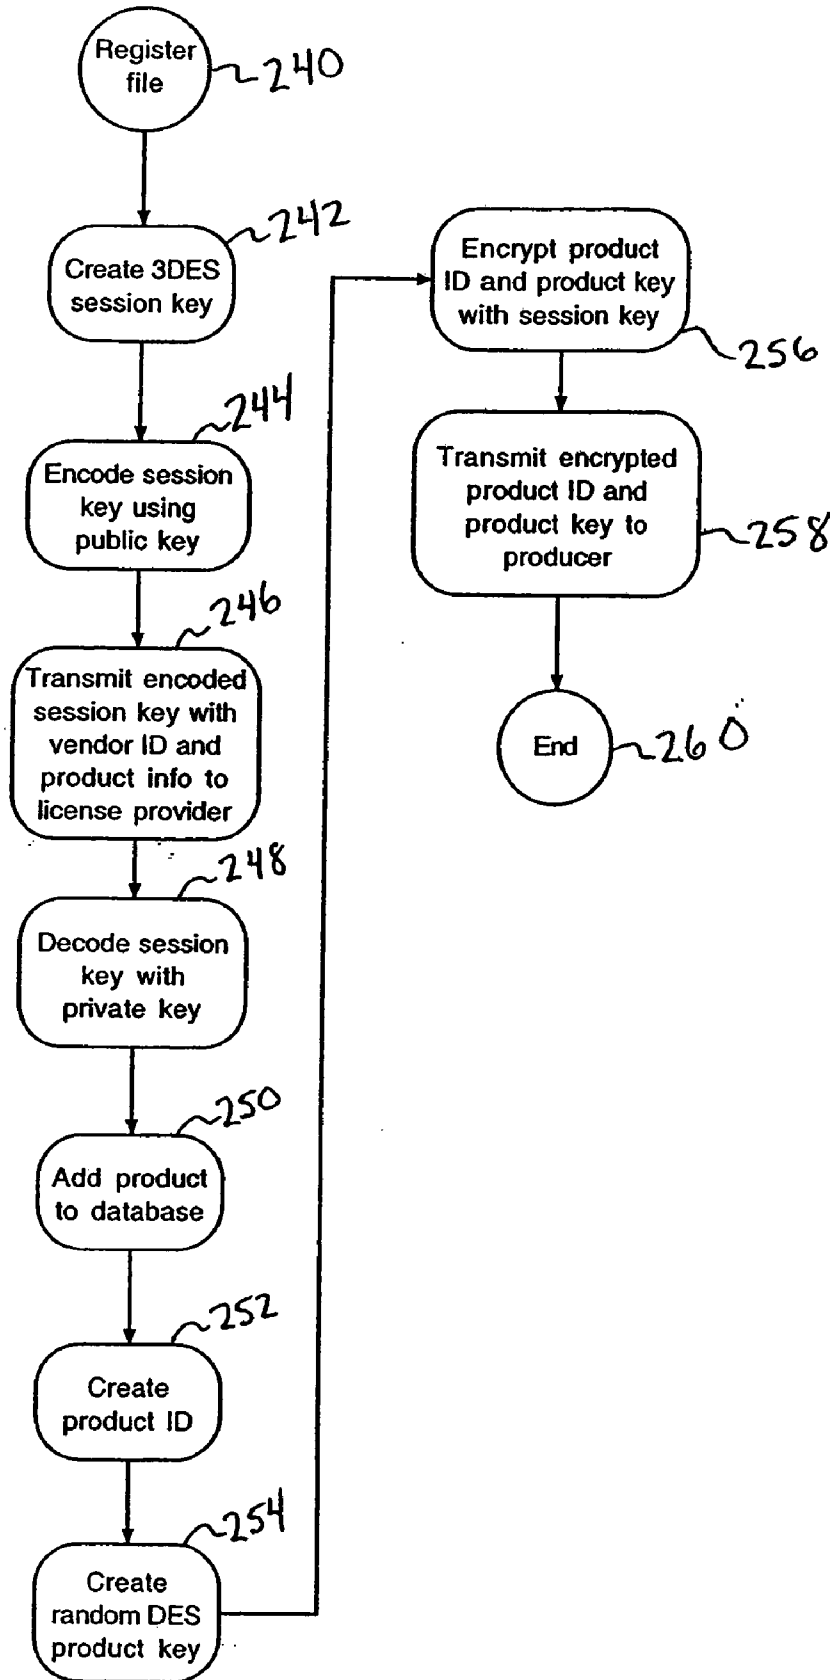 Register
file
240
Create 3DES
session key
242
Encode session
key using
public key
244
Transmit encoded
session key with
vendor ID and
product info to
license provider
246
Decode session
key with
private key
248
Add product
to database
250
Create
product ID
252
Create
random DES
product key
254
Encrypt product
ID and product key
with session key
256
Transmit encrypted
product ID and
product key to
producer
258
End
260